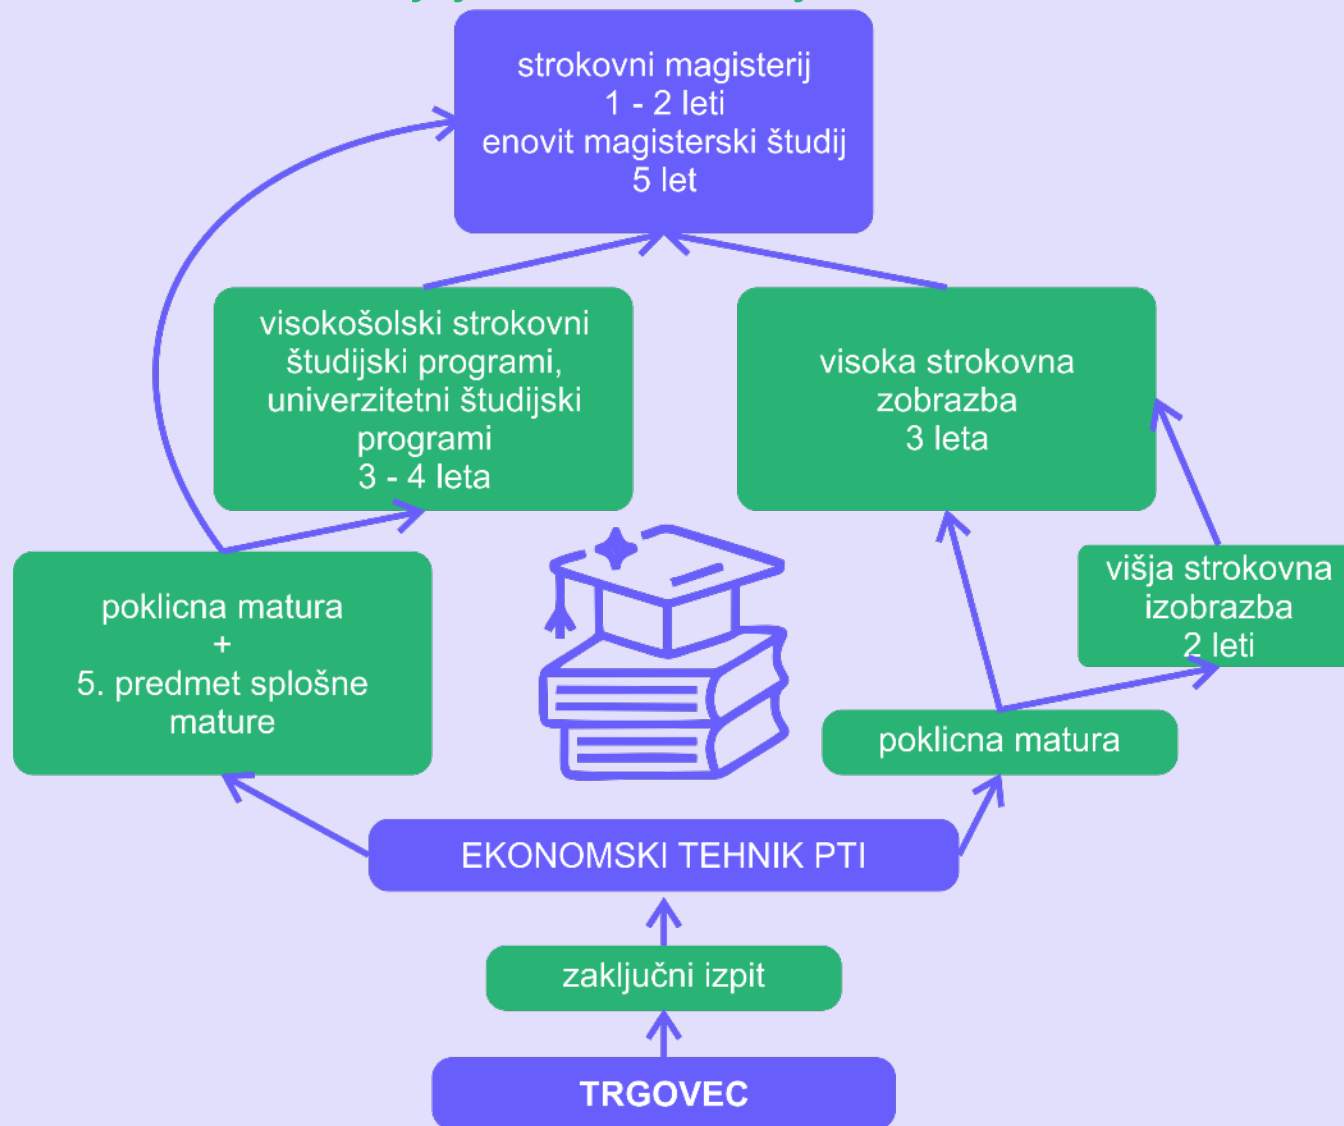 strokovni magisterij
1 - 2 leti
enovit magisterski študij
5 let
visokošolski strokovni
študijski programi,
univerzitetni študijski
programi
3 - 4 leta
visoka strokovna
zobrazba
3 leta
višja strokovna
izobrazba
2 leti
poklicna matura
+
5. predmet splošne
mature
poklicna matura
EKONOMSKI TEHNIK PTI
zaključni izpit
TRGOVEC